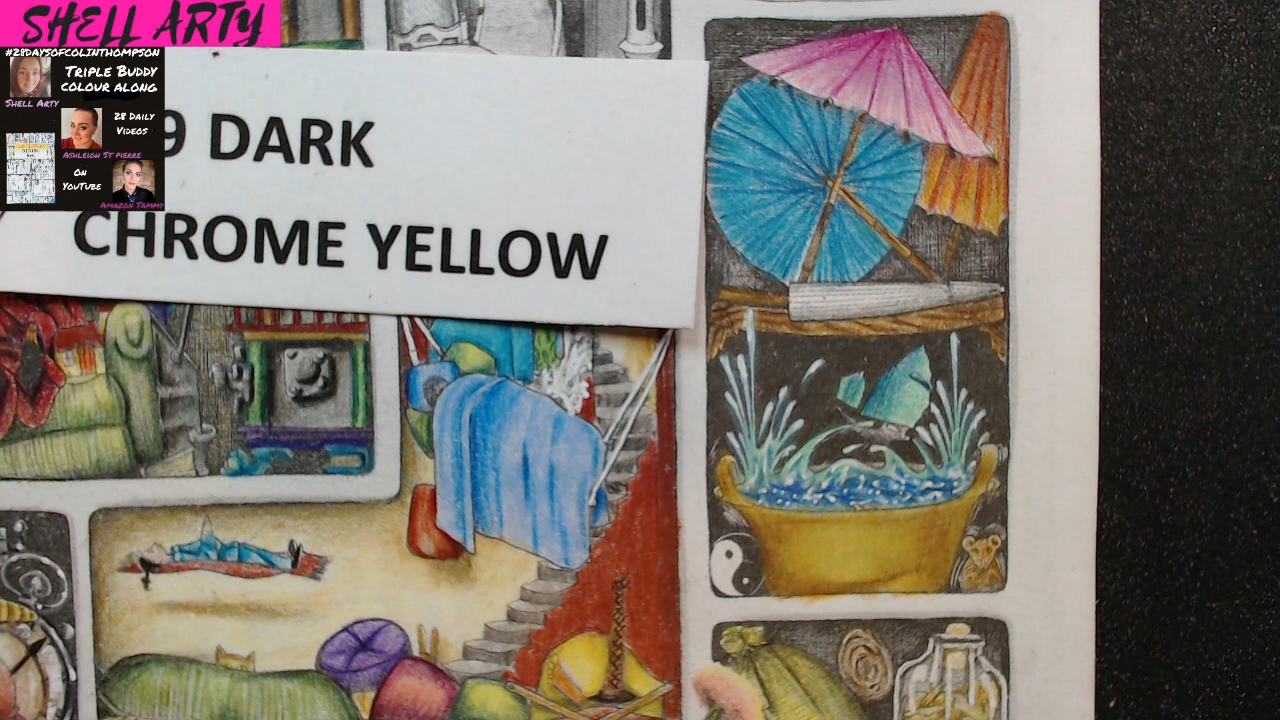 SHELL ARTY
#28DAYSOFCOLINTHOMPSON
TRIPLE BUDDY
COLOUR ALONG
SHELL ARTY
28 DAILY
VIDEOS
ASHLEIGH ST PIERRE
ON
YOUTUBE
AMAZON TAMMY
9 DARK
CHROME YELLOW